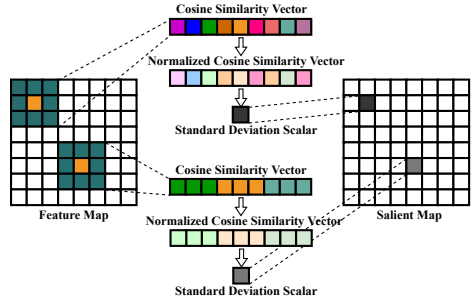 Cosine Similarity Vector
Normalized Cosine Similarity Vector
Standard Deviation Scalar
Cosine Similarity Vector
Feature Map
Salient Map
Normalized Cosine Similarity Vector
Standard Deviation Scalar